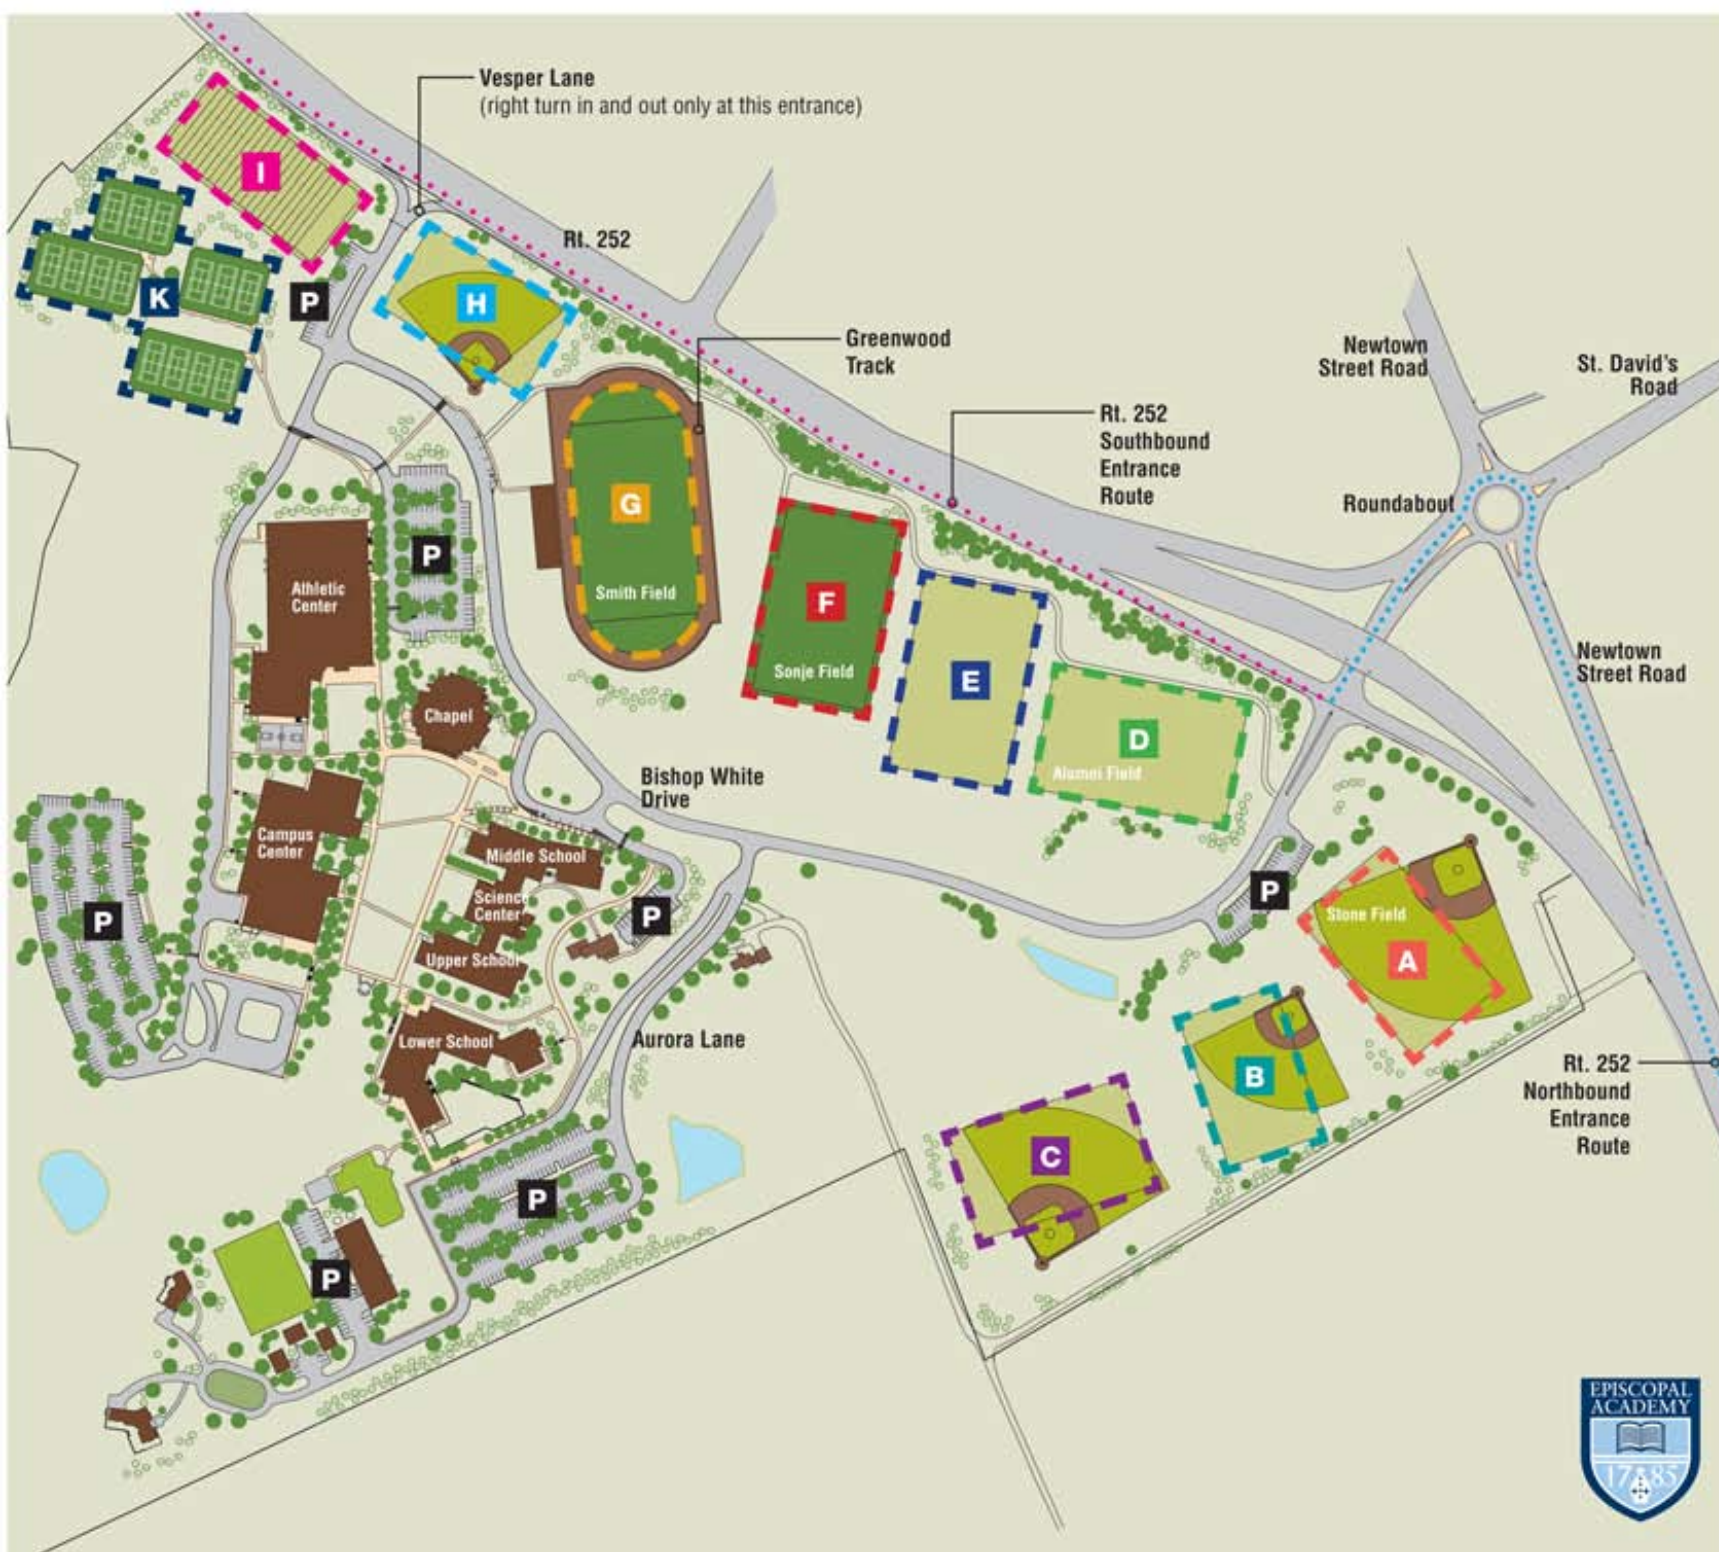 Vesper Lane
(right turn in and out only at this entrance)
I
Rt. 252
K
P
H
Greenwood
Track
Newtown
Street Road
St. David's
Road
Rt. 252
Southbound
Entrance
Route
Roundabout
G
P
Smith Field
Athletic
Center
F
Sonje Field
E
Newtown
Street Road
Chapel
D
Alumni Field
Bishop White
Drive
Campus
Center
Middle School
Science
Center
Upper School
P
P
P
Stone Field
A
Lower School
Aurora Lane
B
Rt. 252
Northbound
Entrance
Route
C
P
P
EPISCOPAL
ACADEMY
1785